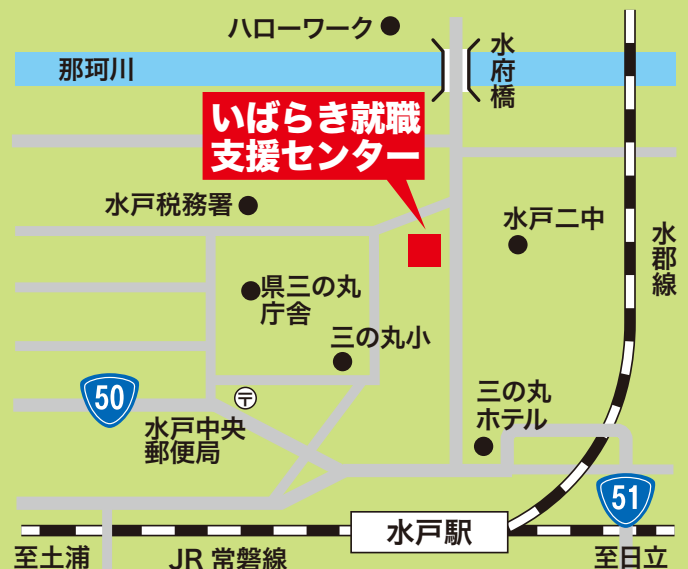 ハローワーク
水府橋
那珂川
いばらき就職
支援センター
水戸税務署
水戸二中
水郡線
県三の丸
庁舎
三の丸小
50
〒
三の丸
ホテル
水戸中央
郵便局
51
水戸駅
至土浦
JR 常磐線
至日立